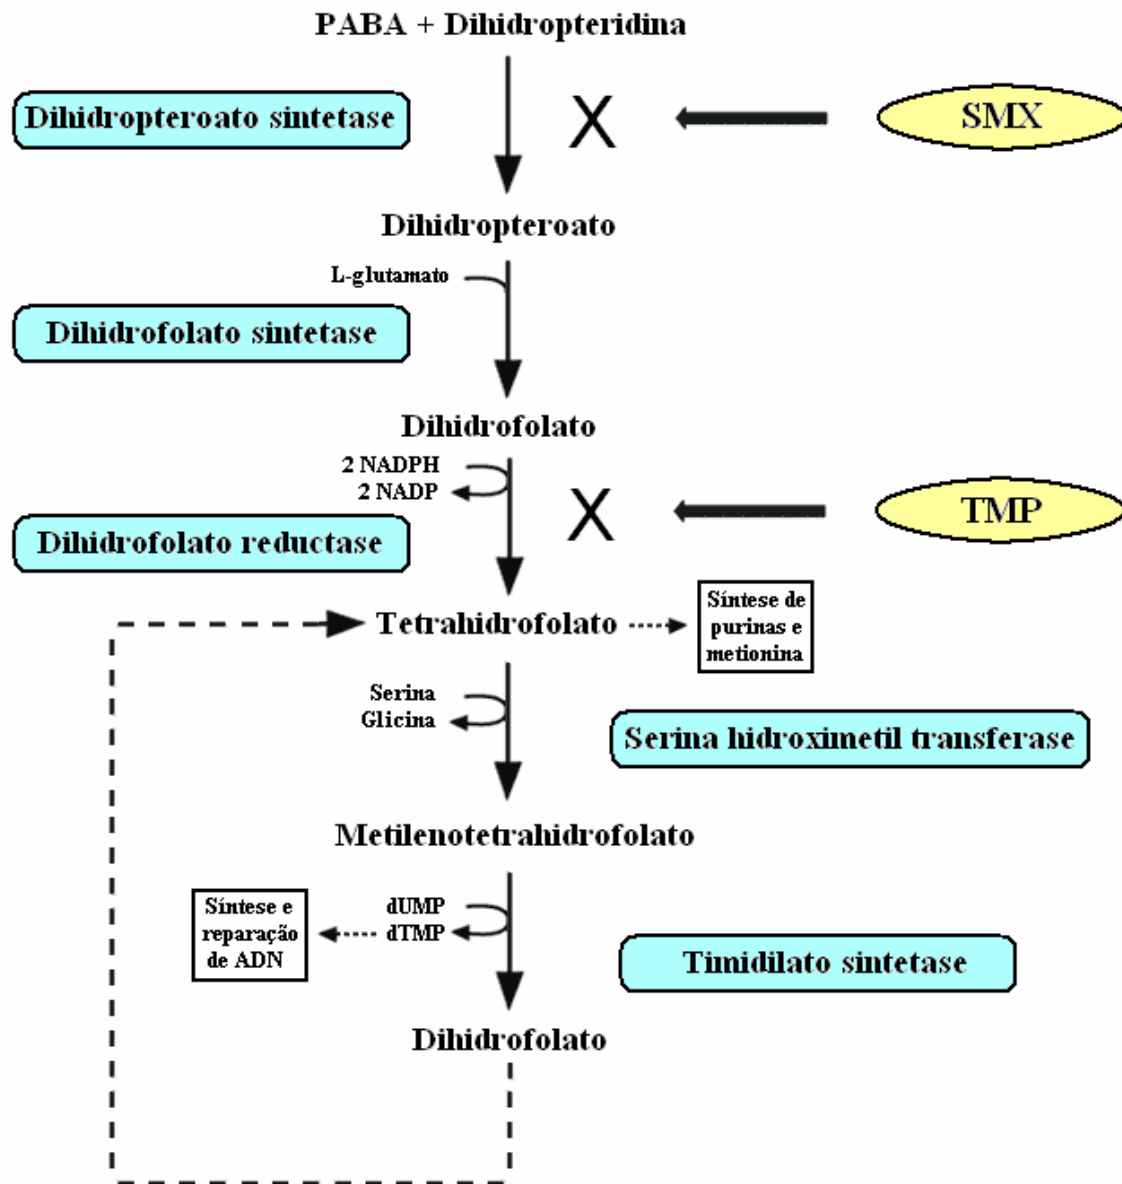 PABA + Dihidropteridina
Dihidropteroato sintetase
X
SMX
Dihidropteroato
L-glutamato
Dihidrofolato sintetase
Dihidrofolato
2 NADPH
2 NADP
X
TMP
Dihidrofolato reductase
Tetrahidrofolato
Síntese de
purinas e
metionina
Serina
Glicina
Serina hidroximetil transferase
Metilenotetrahidrofolato
Síntese e
reparação
de ADN
dUMP
dTMP
Timidilato sintetase
Dihidrofolato